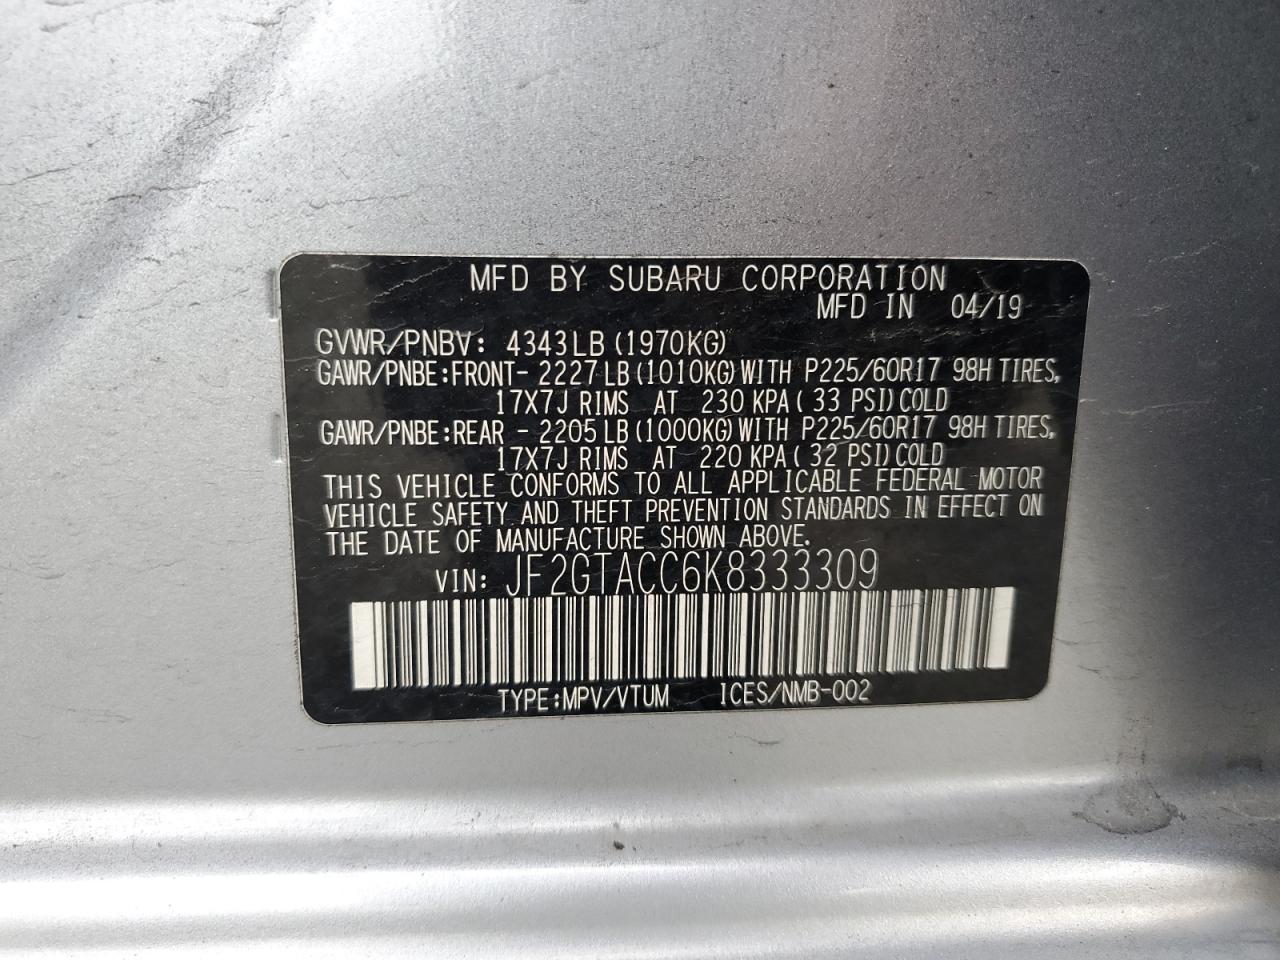 MFD BY SUBARU CORPORATION
MFD IN 04/19
GVWR/PNBV: 4343LB (1970KG)
GAWR/PNBE:FRONT- 2227 LB (1010KG) WITH P225/60R17 98H TIRES,
17X7J RIMS AT 230 KPA ( 33 PSI) COLD
GAWR/PNBE:REAR - 2205 LB (1000KG) WITH P225/60R17 98H TIRES,
17X7J RIMS AT 220 KPA ( 32 PSI) COLD
THIS VEHICLE CONFORMS TO ALL APPLICABLE FEDERAL MOTOR
VEHICLE SAFETY AND THEFT PREVENTION STANDARDS IN EFFECT ON
THE DATE OF MANUFACTURE SHOWN ABOVE.
VIN: JF2GTACC6K8333309
TYPE:MPV/VTUM ICES/NMB-002